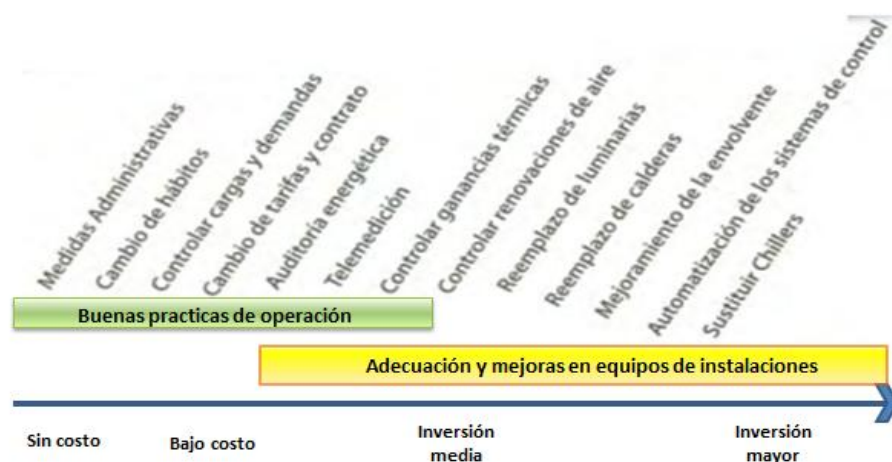 Medidas Administrativas
Cambio de hábitos
Controlar cargas y demandas
Cambio de tarifas y contrato
Auditoría energética
Telemedición
Controlar ganancias térmicas
Controlar renovaciones de aire
Reemplazo de luminarias
Reemplazo de calderas
Mejoramiento de la envolvente
Automatización de los sistemas de control
Sustituir Chillers
Buenas practicas de operación
Adecuación y mejoras en equipos de instalaciones
Sin costo
Bajo costo
Inversión
media
Inversión
mayor